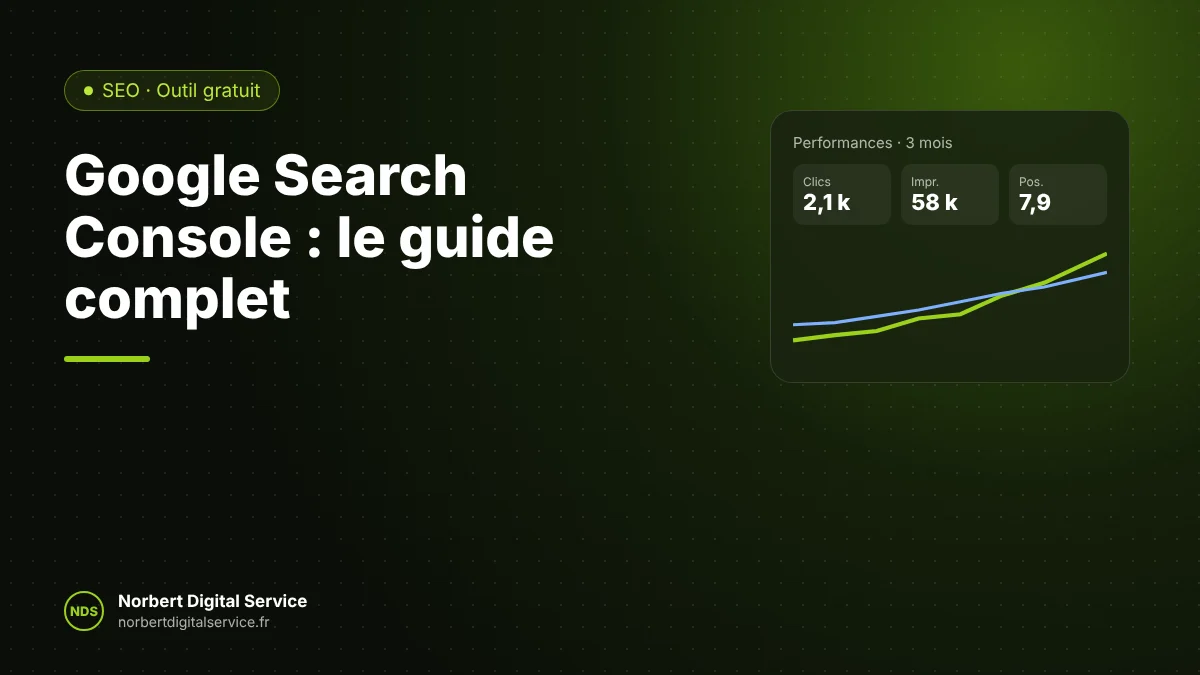 SEO · Outil gratuit
Google Search
Console : le guide
complet
Performances · 3 mois
Clics
2,1 k
Impr.
58 k
Pos.
7,9
NDS
Norbert Digital Service
norbertdigitalservice.fr